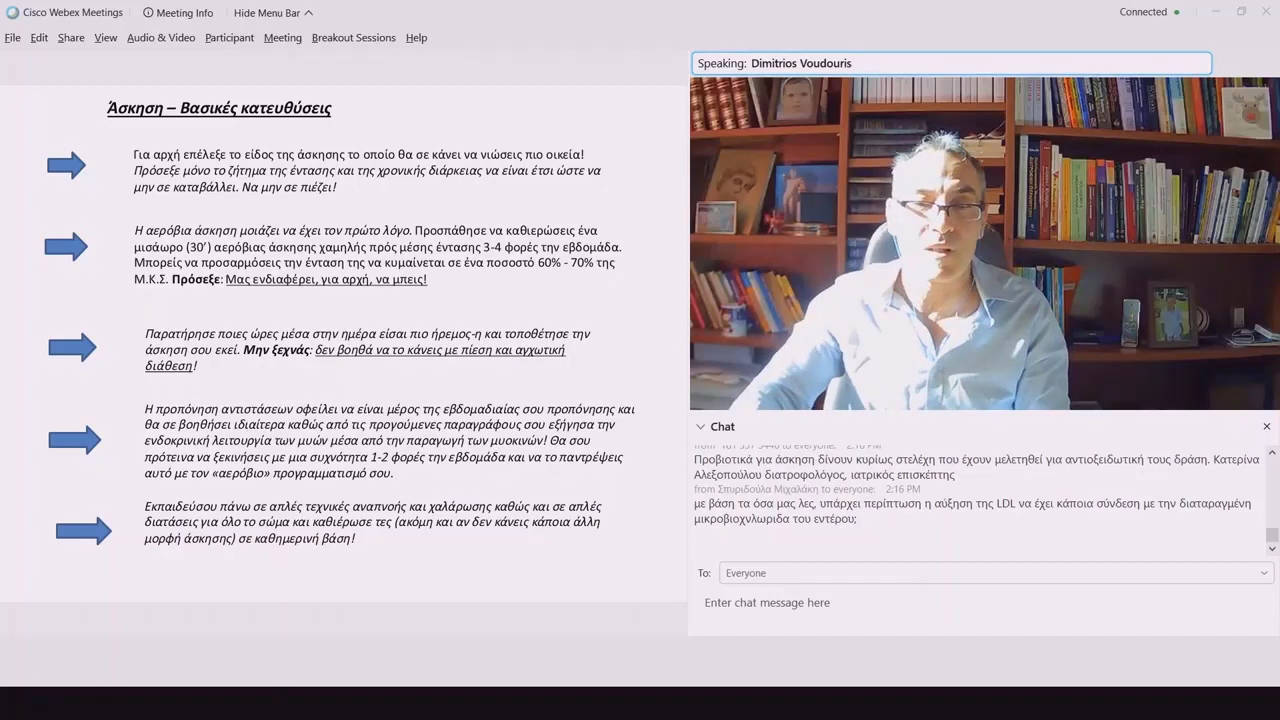 Cisco Webex Meetings
Meeting Info
Hide Menu Bar
Connected
File Edit Share View Audio & Video Participant Meeting Breakout Sessions Help
Άσκηση – Βασικές κατευθύσεις
Για αρχή επέλεξε το είδος της άσκησης το οποίο θα σε κάνει να νιώσεις πιο οικεία!
Πρόσεξε μόνο το ζήτημα της έντασης και της χρονικής διάρκειας να είναι έτσι ώστε να
μην σε καταβάλλει. Να μην σε πιέζει!
Η αερόβια άσκηση μοιάζει να έχει τον πρώτο λόγο. Προσπάθησε να καθιερώσεις ένα
μισάωρο (30’) αερόβιας άσκησης χαμηλής πρός μέσης έντασης 3-4 φορές την εβδομάδα.
Μπορείς να προσαρμόσεις την ένταση της να κυμαίνεται σε ένα ποσοστό 60% - 70% της
Μ.Κ.Σ. Πρόσεξε: Μας ενδιαφέρει, για αρχή, να μπεις!
Παρατήρησε ποιες ώρες μέσα στην ημέρα είσαι πιο ήρεμος-η και τοποθέτησε την
άσκηση σου εκεί. Μην ξεχνάς: δεν βοηθά να το κάνεις με πίεση και αγχωτική
διάθεση!
Η προπόνηση αντιστάσεων οφείλει να είναι μέρος της εβδομαδιαίας σου προπόνησης και
θα σε βοηθήσει ιδιαίτερα καθώς από τις προγούμενες παραγράφους σου εξήγησα την
ενδοκρινική λειτουργία των μυών μέσα από την παραγωγή των μυοκινών! Θα σου
πρότεινα να ξεκινήσεις με μια συχνότητα 1-2 φορές την εβδομάδα και να το παντρέψεις
αυτό με τον «αερόβιο» προγραμματισμό σου.
Εκπαιδεύσου πάνω σε απλές τεχνικές αναπνοής και χαλάρωσης καθώς και σε απλές
διατάσεις για όλο το σώμα και καθιέρωσε τες (ακόμη και αν δεν κάνεις κάποια άλλη
μορφή άσκησης) σε καθημερινή βάση!
Speaking: Dimitrios Voudouris
Chat
to everyone: 2:16 PM
Προβιοτικά για άσκηση δίνουν κυρίως στελέχη που έχουν μελετηθεί για αντιοξειδωτική τους δράση. Κατερίνα
Αλεξοπούλου διατροφολόγος, ιατρικός επισκέπτης
from Σπυριδούλα Μιχαλάκη to everyone: 2:16 PM
με βάση τα όσα μας λες, υπάρχει περίπτωση η αύξηση της LDL να έχει κάποια σύνδεση με την διαταραγμένη
μικροβιοχνλωριδα του εντέρου;
To: Everyone
Enter chat message here